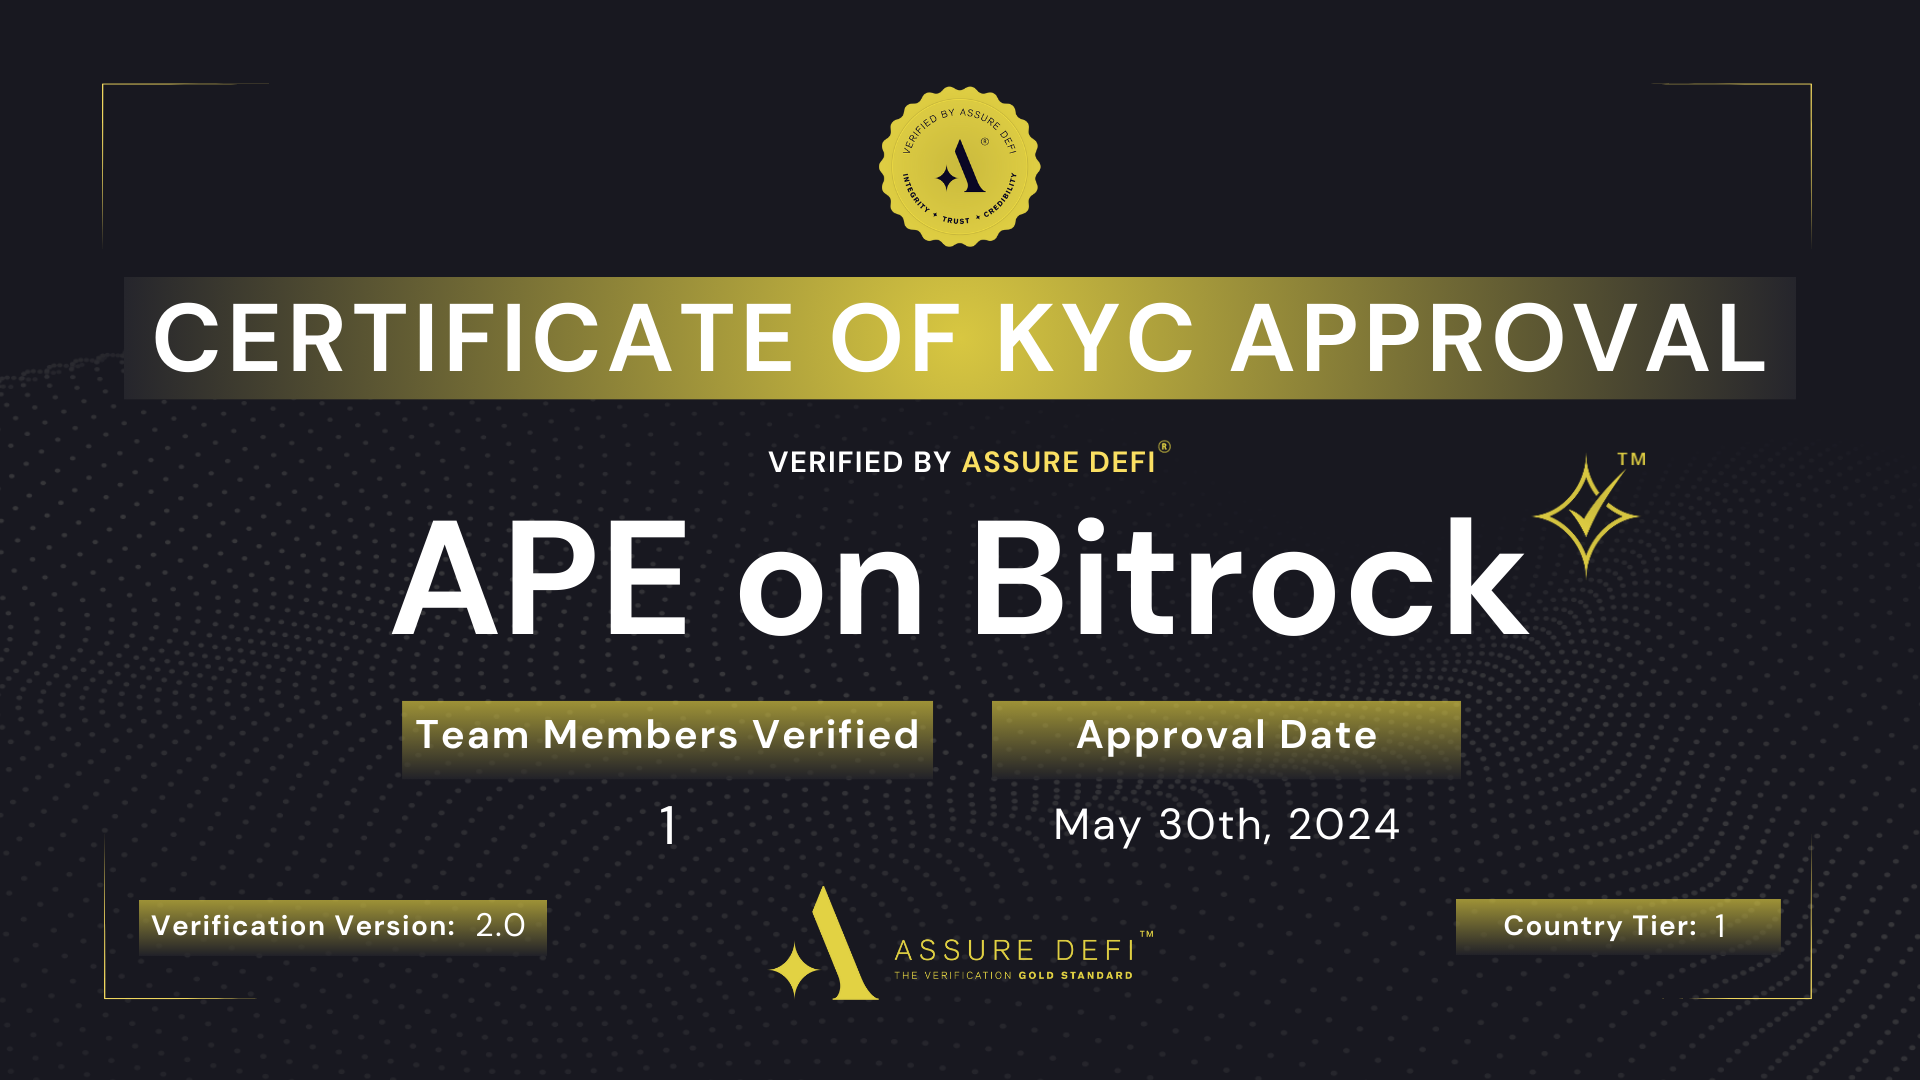 VERIFIED BY ASSURE DEFI
®
INTEGRITY ✦ TRUST ✦ CREDIBILITY
CERTIFICATE OF KYC APPROVAL
VERIFIED BY ASSURE DEFI®
APE on Bitrock
TM
Team Members Verified
Approval Date
1
May 30th, 2024
Verification Version: 2.0
ASSURE DEFI™
THE VERIFICATION GOLD STANDARD
Country Tier: 1